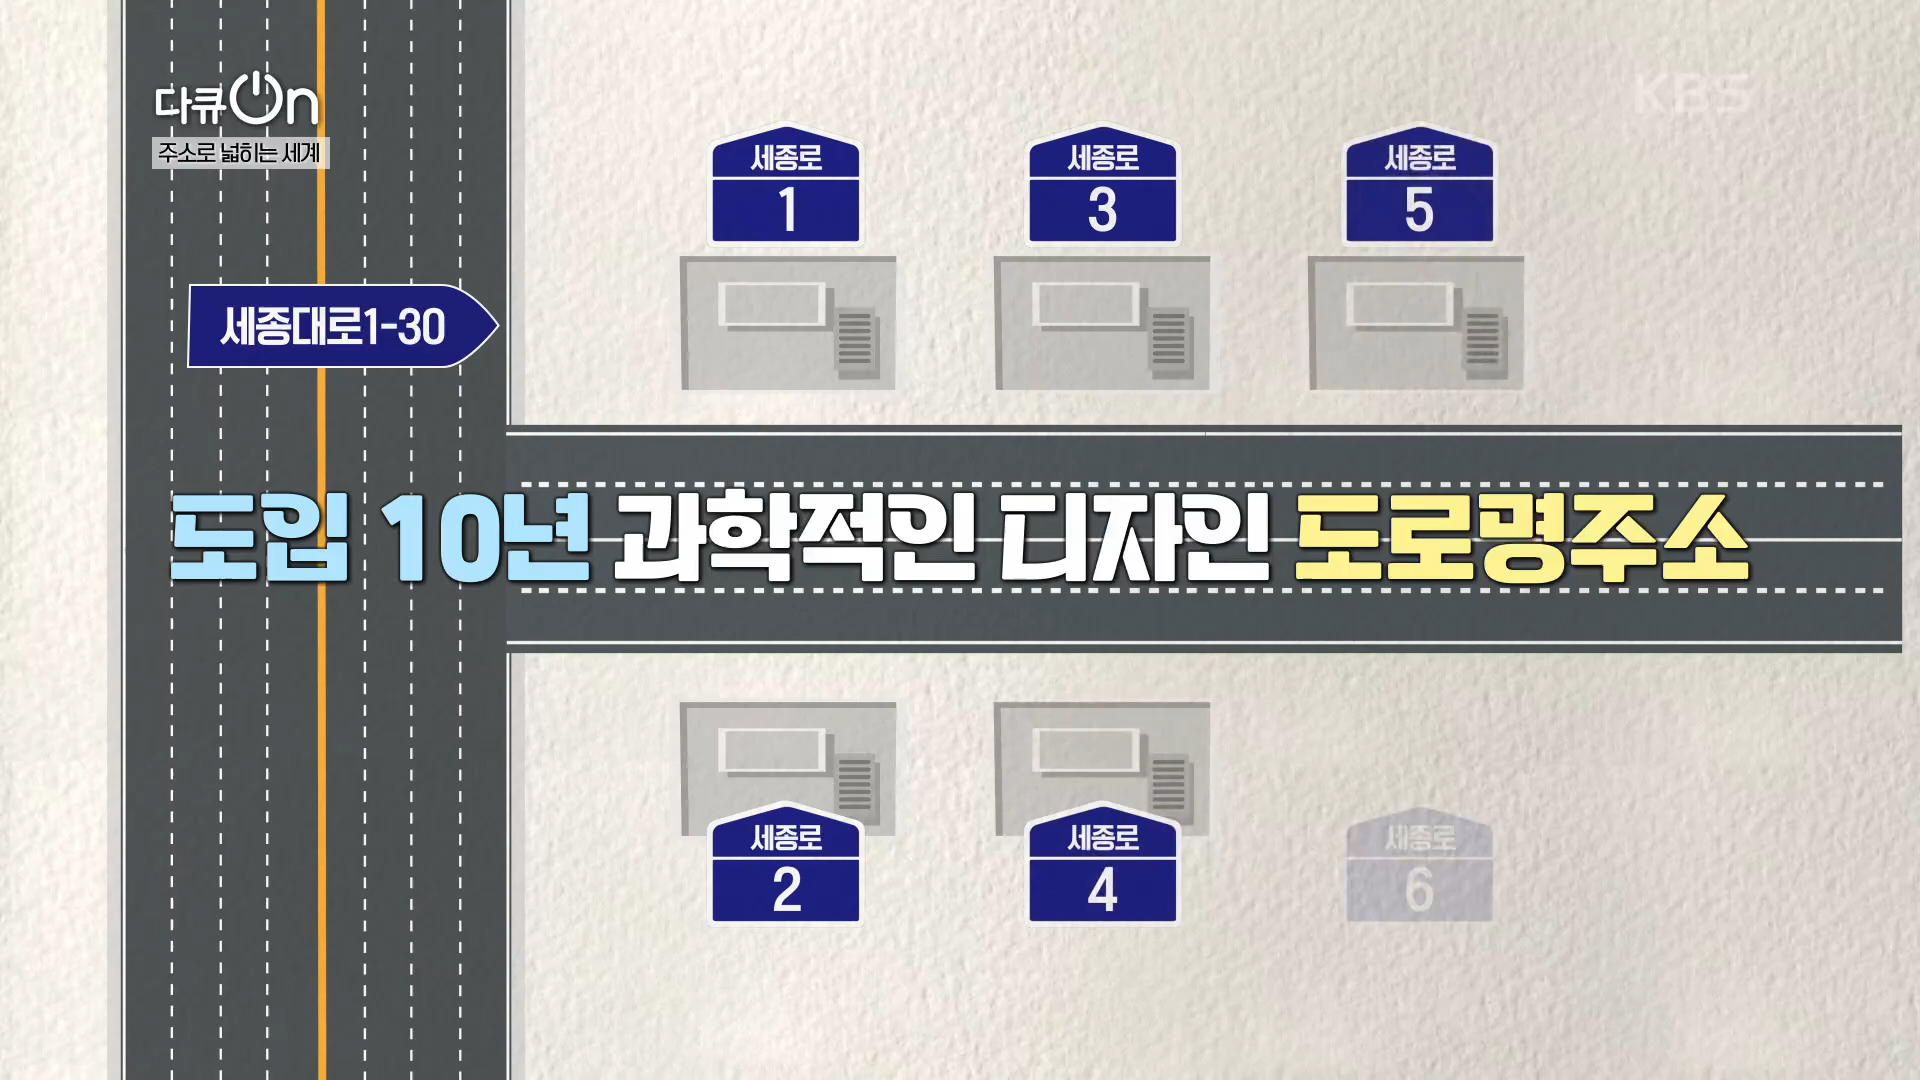 다큐On
주소로 넓히는 세계
KBS
세종로
1
세종로
3
세종로
5
세종대로1-30
도입 10년 과학적인 디자인 도로명주소
세종로
2
세종로
4
세종로
6